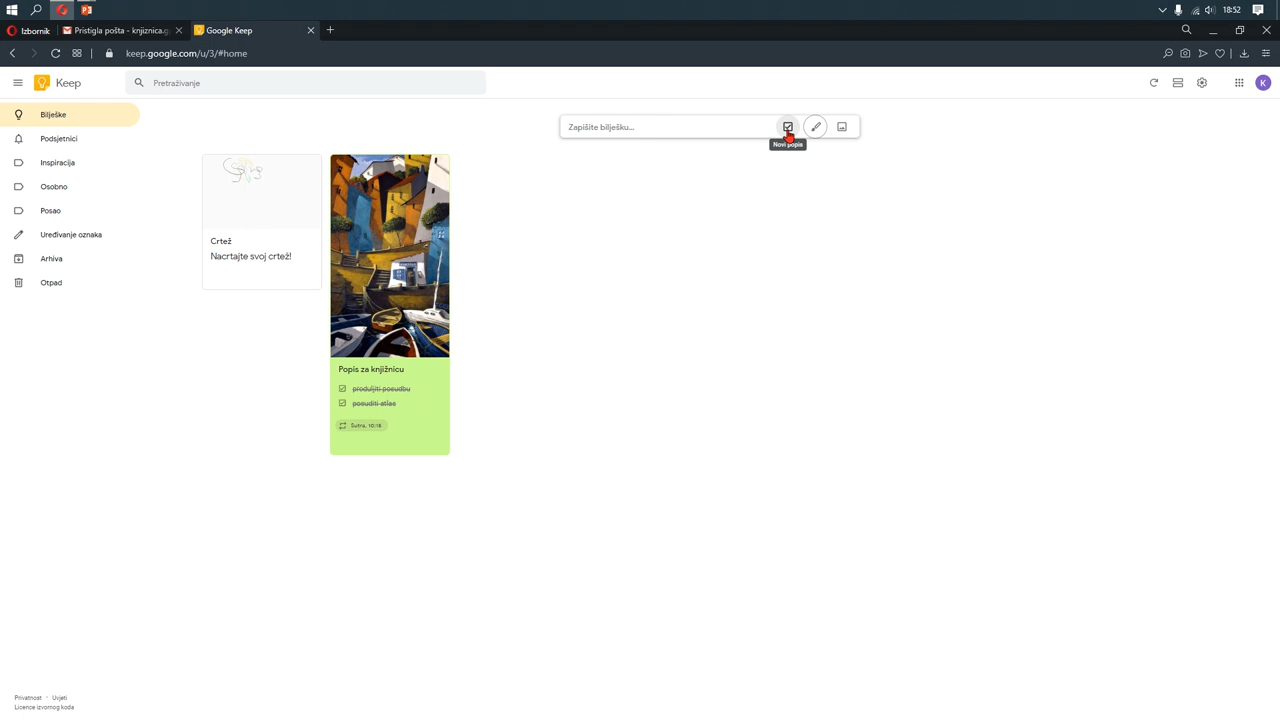 18:52
Izbornik
Pristigla pošta - knjiznica.g
Google Keep
keep.google.com/u/3/#home
Keep
Pretraživanje
K
Bilješke
Podsjetnici
Inspiracija
Osobno
Posao
Uređivanje oznaka
Arhiva
Otpad
Zapišite bilješku...
Novi popis
Crtež
Nacrtajte svoj crtež!
Popis za knjižnicu
produljiti posudbu
posuditi atlas
Sutra, 10:18
Privatnost · Uvjeti
Licence izvornog koda